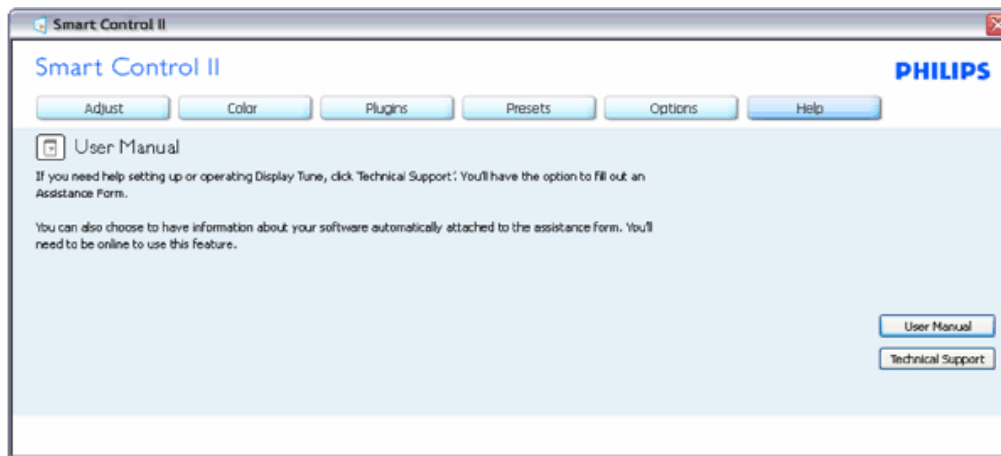 Smart Control II
Smart Control II
PHILIPS
Adjust Color Plugins Presets Options Help
User Manual
If you need help setting up or operating Display Tune, click 'Technical Support'. You'll have the option to fill out an
Assistance Form.
You can also choose to have information about your software automatically attached to the assistance form. You'll
need to be online to use this feature.
User Manual
Technical Support